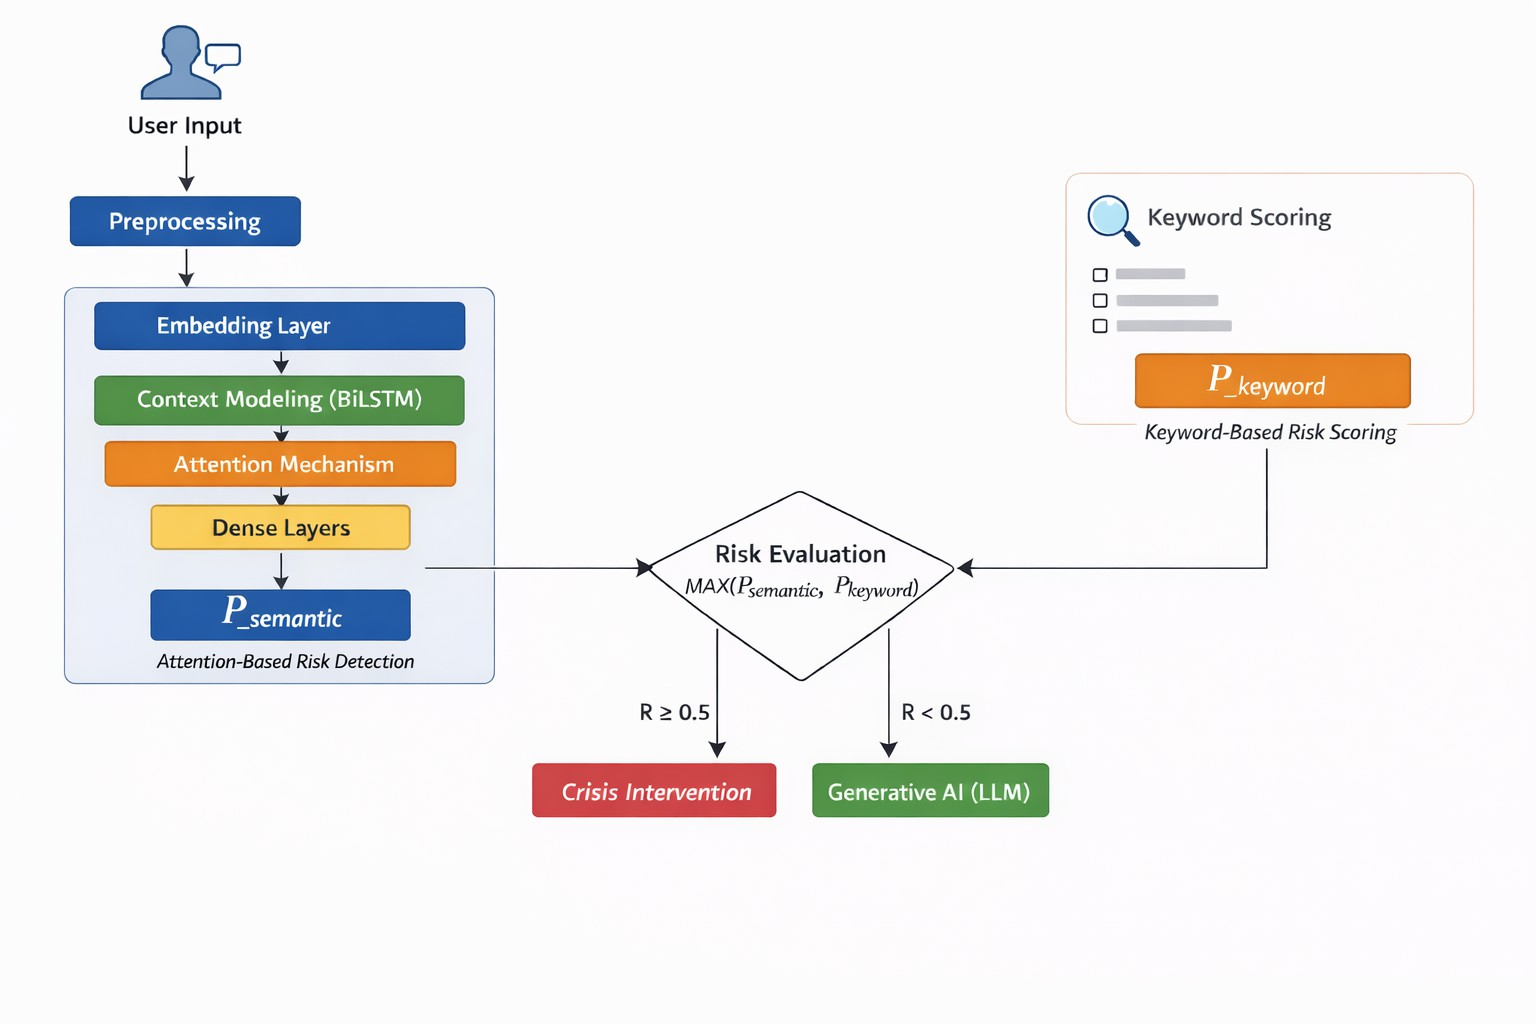 User Input
Preprocessing
Embedding Layer
Context Modeling (BiLSTM)
Attention Mechanism
Dense Layers
P_semantic
Attention-Based Risk Detection
Keyword Scoring
P_keyword
Keyword-Based Risk Scoring
Risk Evaluation
MAX(Psemantic, Pkeyword)
R ≥ 0.5
R < 0.5
Crisis Intervention
Generative AI (LLM)